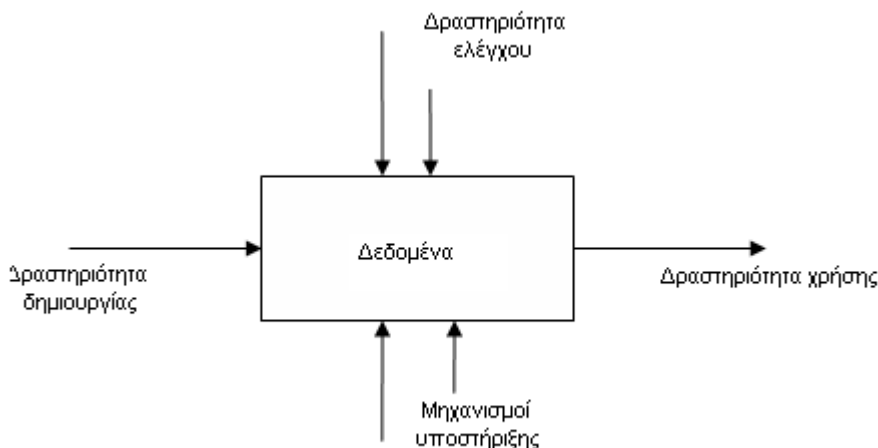 Δραστηριότητα
ελέγχου
Δεδομένα
Δραστηριότητα
δημιουργίας
Δραστηριότητα χρήσης
Μηχανισμοί
υποστήριξης